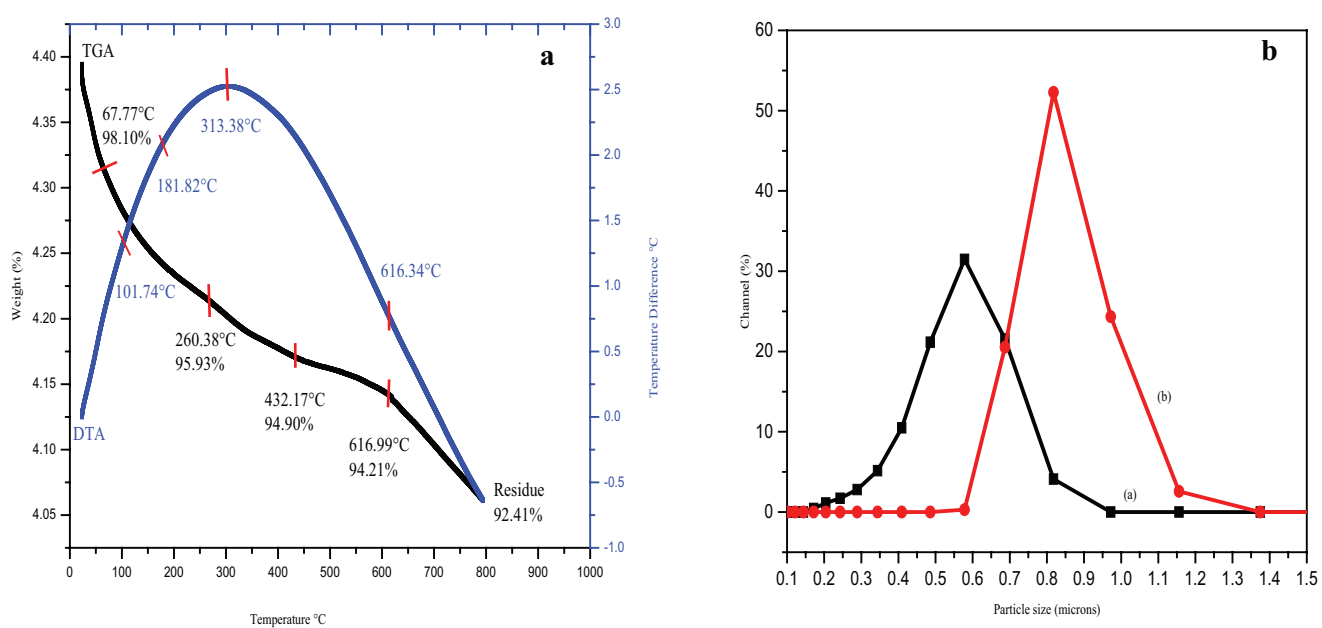 a
TGA
67.77°C
98.10%
313.38°C
181.82°C
101.74°C
616.34°C
260.38°C
95.93%
432.17°C
94.90%
616.99°C
94.21%
DTA
Residue
92.41%
4.40
4.35
4.30
4.25
4.20
4.15
4.10
4.05
Weight (%)
3.0
2.5
2.0
1.5
1.0
0.5
0.0
-0.5
-1.0
Temperature Difference °C
0 100 200 300 400 500 600 700 800 900 1000
Temperature °C
b
60
50
40
30
20
10
0
Channel (%)
(b)
(a)
0.1 0.2 0.3 0.4 0.5 0.6 0.7 0.8 0.9 1.0 1.1 1.2 1.3 1.4 1.5
Particle size (microns)